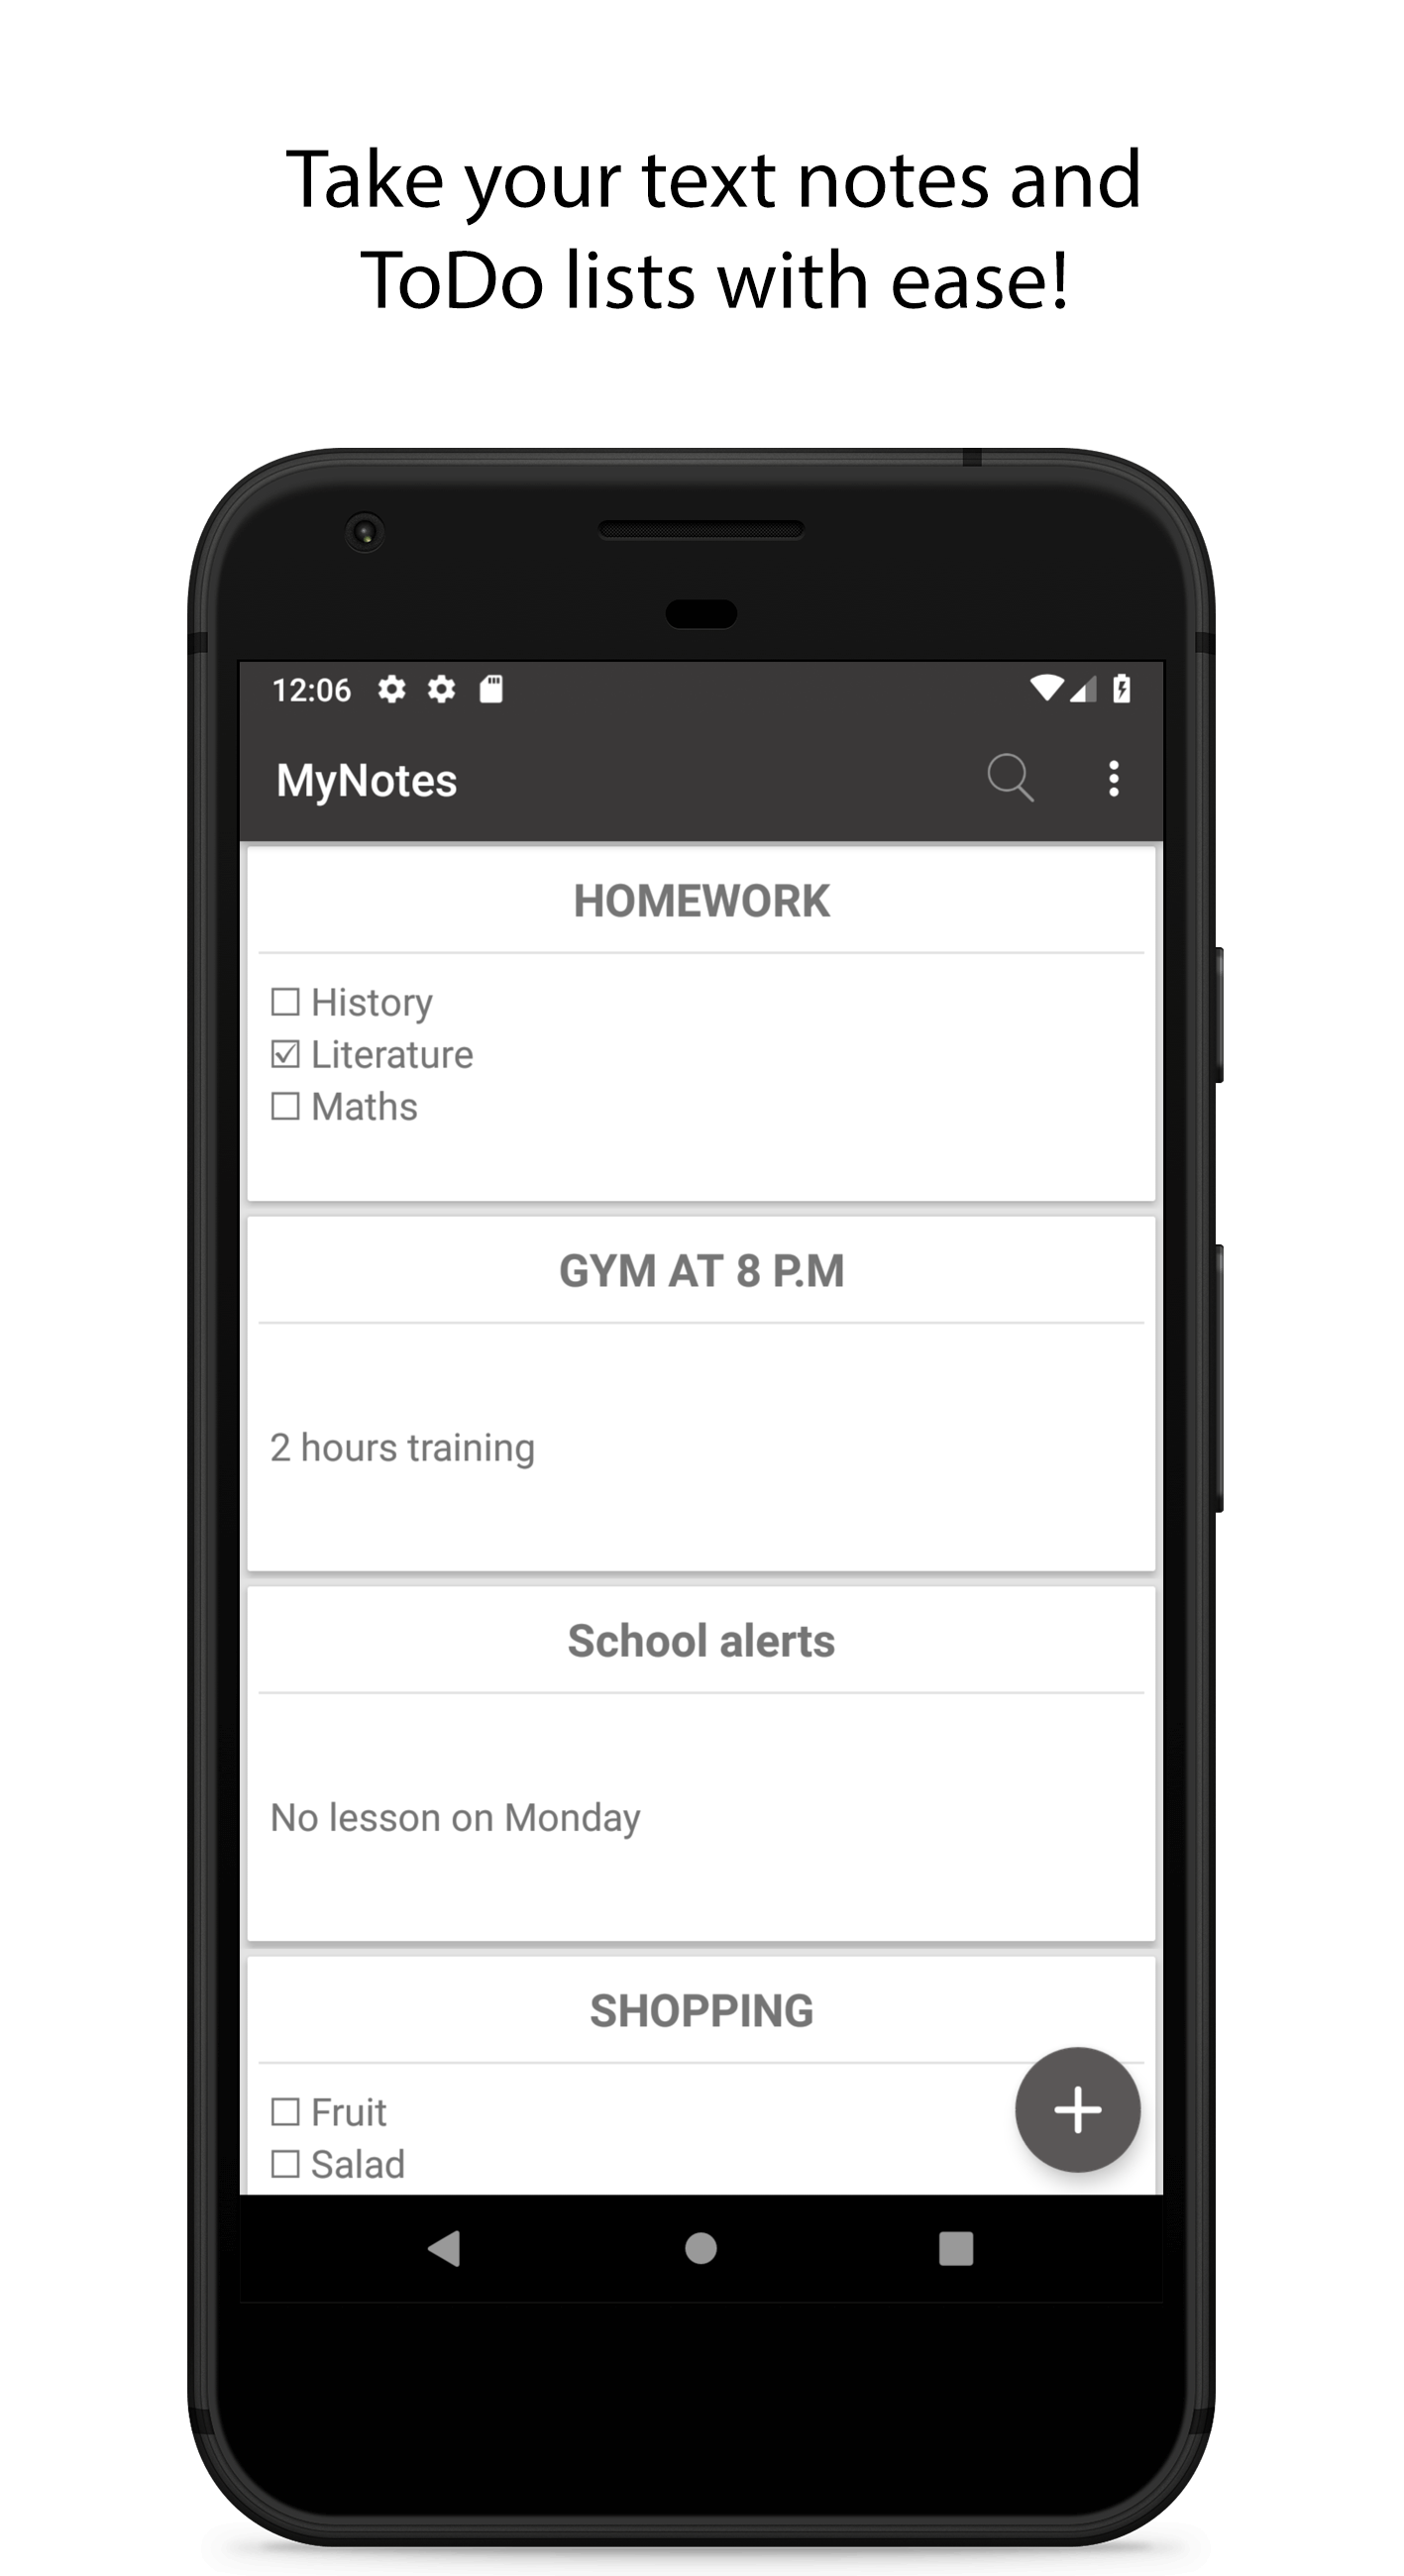 Take your text notes and
ToDo lists with ease!
12:06
MyNotes
HOMEWORK
☐ History
☑ Literature
☐ Maths
GYM AT 8 P.M
2 hours training
School alerts
No lesson on Monday
SHOPPING
☐ Fruit
☐ Salad